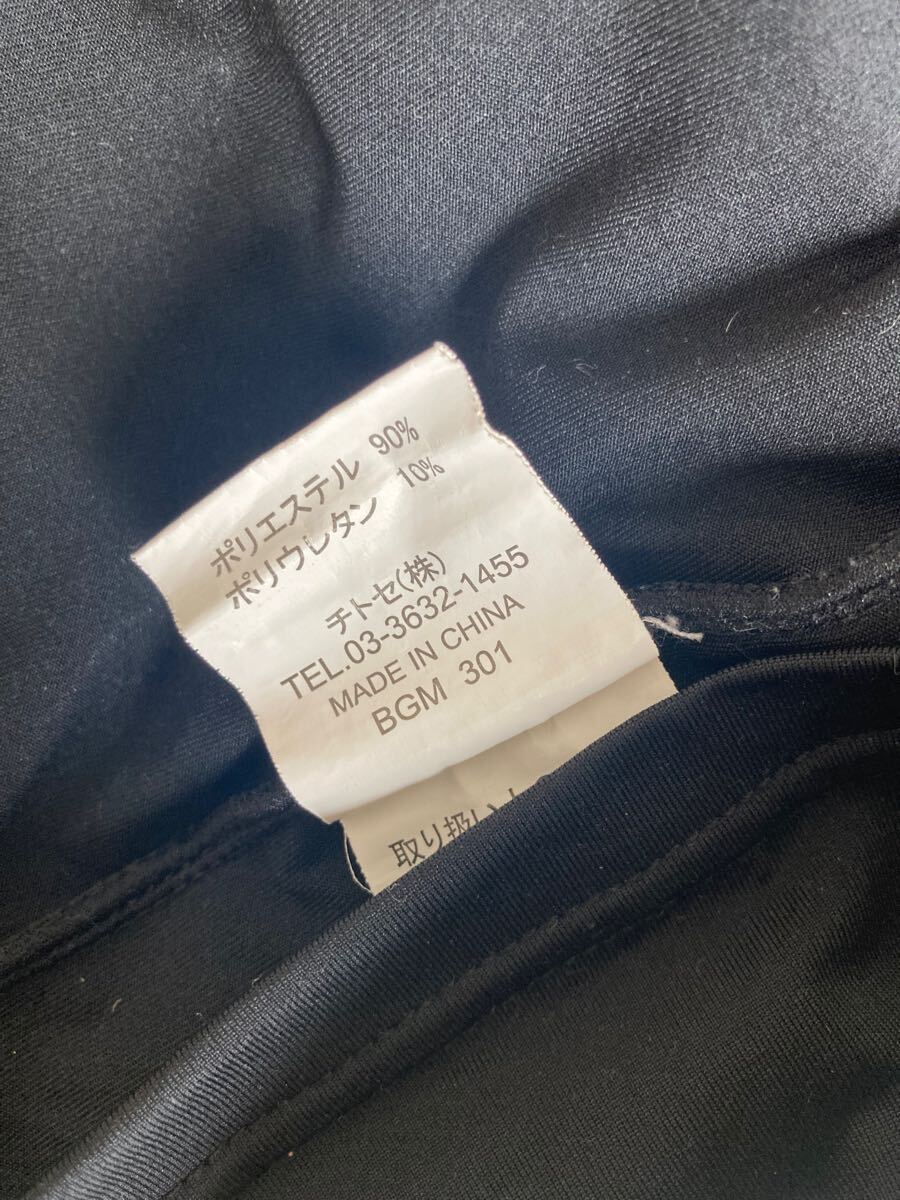 ポリエステル 90%
ポリウレタン 10%
チトセ(株)
TEL.03-3632-1455
MADE IN CHINA
BGM 301
取り扱い